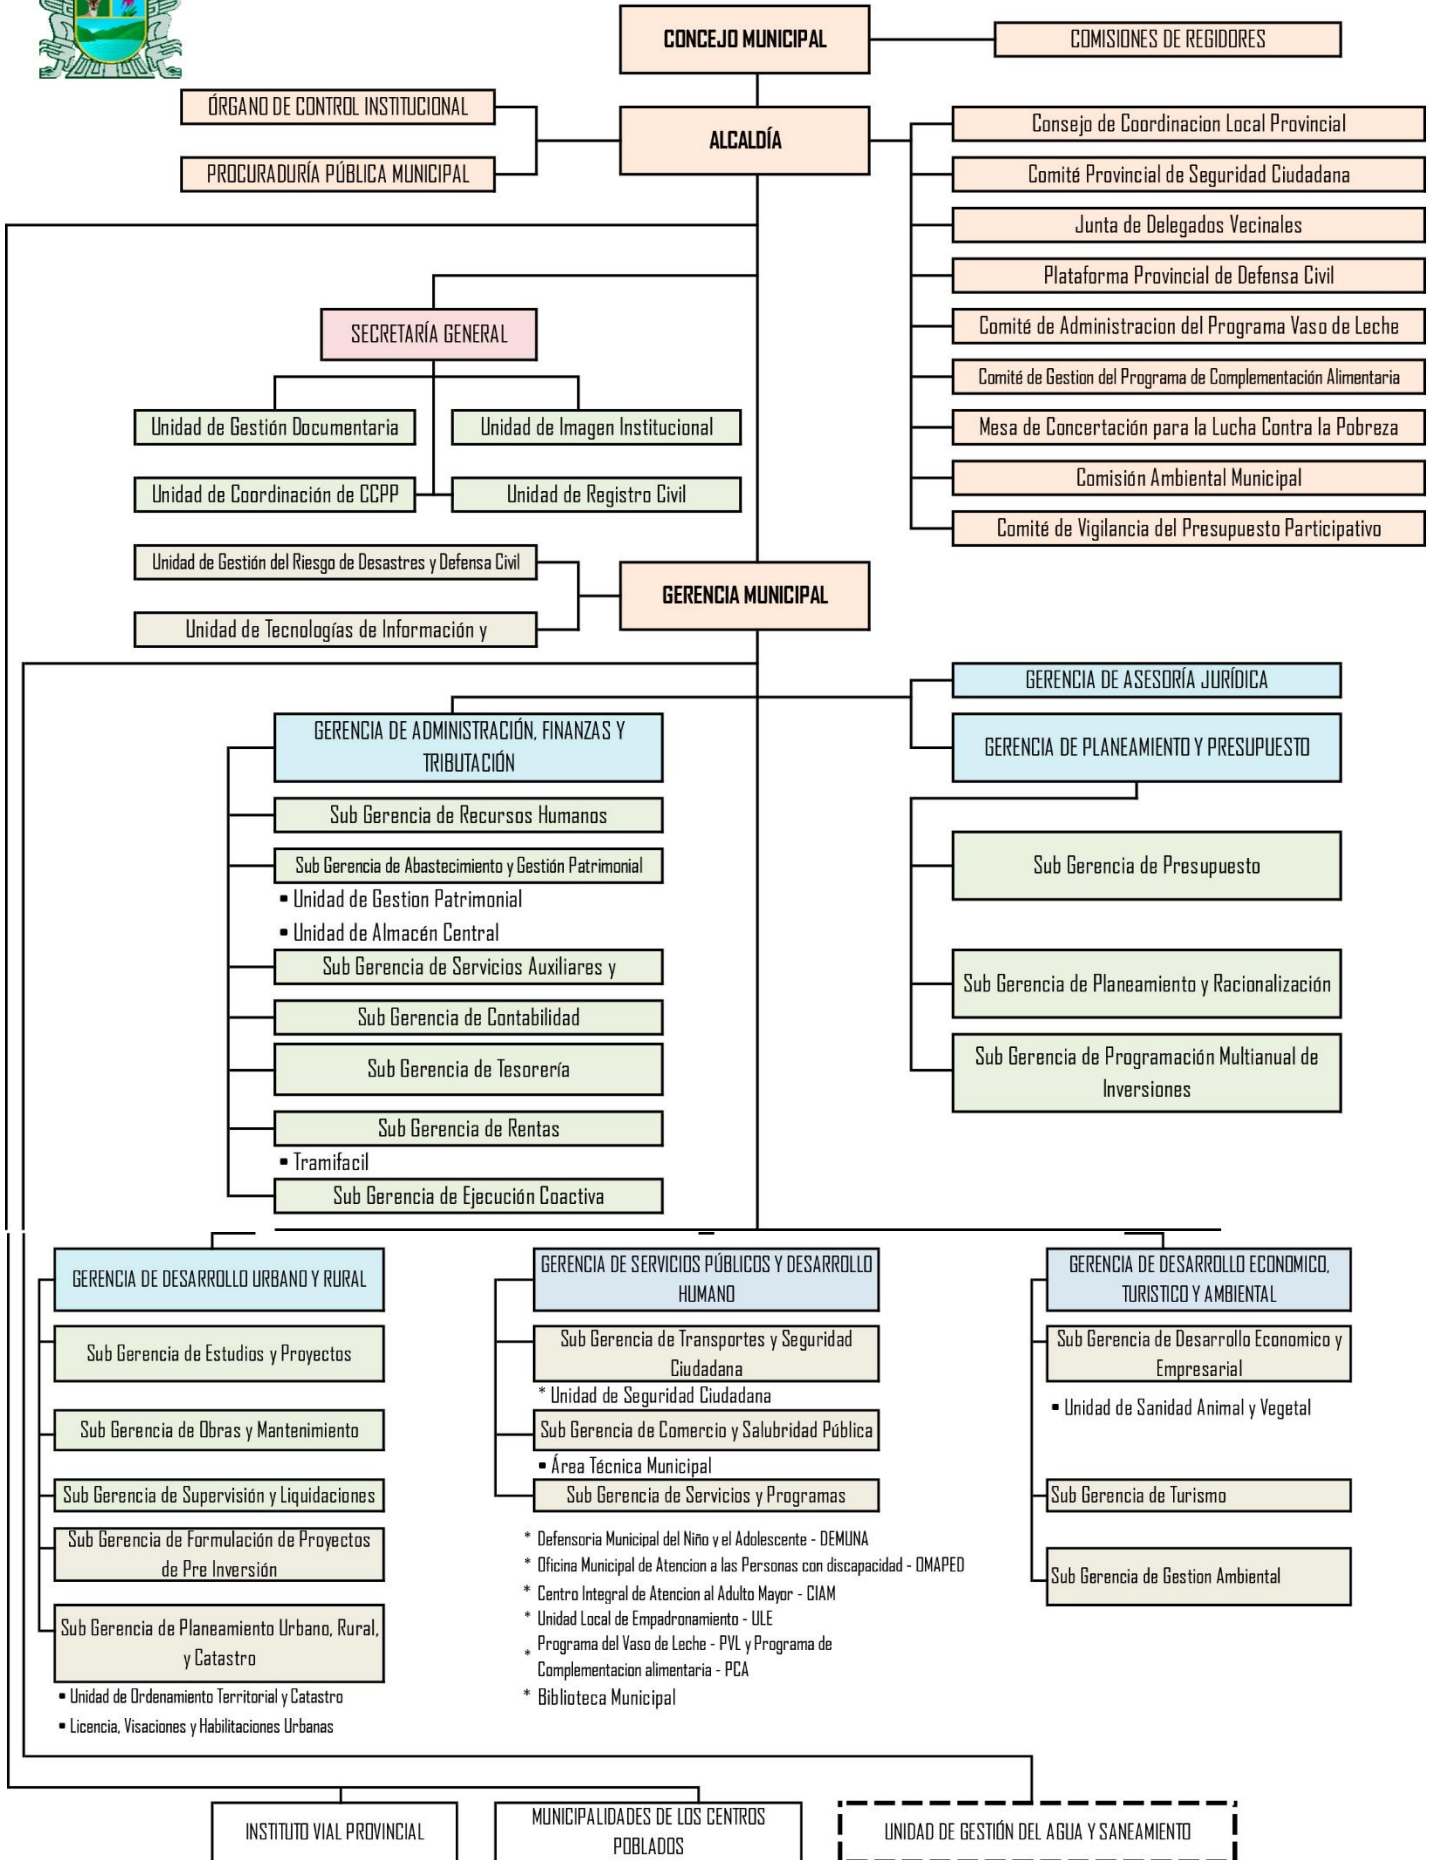 CONCEJO MUNICIPAL
COMISIONES DE REGIDORES
ÓRGANO DE CONTROL INSTITUCIONAL
PROCURADURÍA PÚBLICA MUNICIPAL
ALCALDÍA
Consejo de Coordinacion Local Provincial
Comité Provincial de Seguridad Ciudadana
Junta de Delegados Vecinales
Plataforma Provincial de Defensa Civil
Comité de Administracion del Programa Vaso de Leche
Comité de Gestion del Programa de Complementación Alimentaria
Mesa de Concertación para la Lucha Contra la Pobreza
Comisión Ambiental Municipal
Comité de Vigilancia del Presupuesto Participativo
SECRETARÍA GENERAL
Unidad de Gestión Documentaria
Unidad de Imagen Institucional
Unidad de Coordinación de CCPP
Unidad de Registro Civil
Unidad de Gestión del Riesgo de Desastres y Defensa Civil
Unidad de Tecnologías de Información y
GERENCIA MUNICIPAL
GERENCIA DE ASESORÍA JURÍDICA
GERENCIA DE PLANEAMIENTO Y PRESUPUESTO
Sub Gerencia de Presupuesto
Sub Gerencia de Planeamiento y Racionalización
Sub Gerencia de Programación Multianual de
Inversiones
GERENCIA DE ADMINISTRACIÓN, FINANZAS Y
TRIBUTACIÓN
Sub Gerencia de Recursos Humanos
Sub Gerencia de Abastecimiento y Gestión Patrimonial
▪ Unidad de Gestion Patrimonial
▪ Unidad de Almacén Central
Sub Gerencia de Servicios Auxiliares y
Sub Gerencia de Contabilidad
Sub Gerencia de Tesorería
Sub Gerencia de Rentas
▪ Tramifacil
Sub Gerencia de Ejecución Coactiva
GERENCIA DE DESARROLLO URBANO Y RURAL
Sub Gerencia de Estudios y Proyectos
Sub Gerencia de Obras y Mantenimiento
Sub Gerencia de Supervisión y Liquidaciones
Sub Gerencia de Formulación de Proyectos
de Pre Inversión
Sub Gerencia de Planeamiento Urbano, Rural,
y Catastro
▪ Unidad de Ordenamiento Territorial y Catastro
▪ Licencia, Visaciones y Habilitaciones Urbanas
GERENCIA DE SERVICIOS PÚBLICOS Y DESARROLLO
HUMANO
Sub Gerencia de Transportes y Seguridad
Ciudadana
* Unidad de Seguridad Ciudadana
Sub Gerencia de Comercio y Salubridad Pública
▪ Área Técnica Municipal
Sub Gerencia de Servicios y Programas
* Defensoria Municipal del Niño y el Adolescente - DEMUNA
* Oficina Municipal de Atencion a las Personas con discapacidad - OMAPED
* Centro Integral de Atencion al Adulto Mayor - CIAM
* Unidad Local de Empadronamiento - ULE
* Programa del Vaso de Leche - PVL y Programa de
Complementacion alimentaria - PCA
* Biblioteca Municipal
GERENCIA DE DESARROLLO ECONOMICO,
TURISTICO Y AMBIENTAL
Sub Gerencia de Desarrollo Economico y
Empresarial
▪ Unidad de Sanidad Animal y Vegetal
Sub Gerencia de Turismo
Sub Gerencia de Gestion Ambiental
INSTITUTO VIAL PROVINCIAL
MUNICIPALIDADES DE LOS CENTROS
POBLADOS
UNIDAD DE GESTIÓN DEL AGUA Y SANEAMIENTO